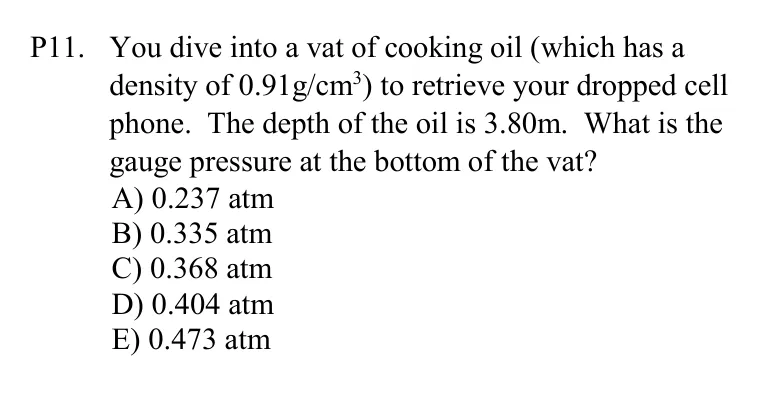 P11. You dive into a vat of cooking oil (which has a
density of 0.91g/cm³) to retrieve your dropped cell
phone. The depth of the oil is 3.80m. What is the
gauge pressure at the bottom of the vat?
A) 0.237 atm
B) 0.335 atm
C) 0.368 atm
D) 0.404 atm
E) 0.473 atm